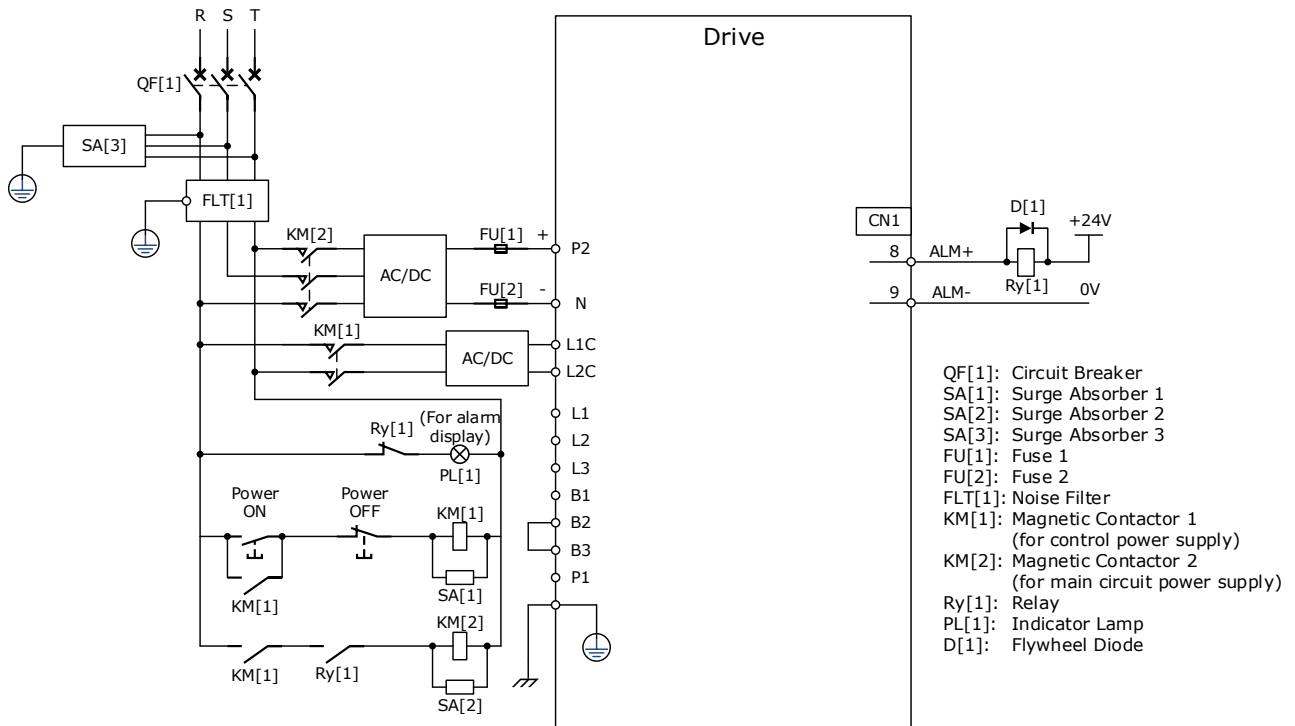 R S T
Drive
QF[1]
SA[3]
FLT[1]
KM[2]
FU[1] +
P2
AC/DC
FU[2] -
N
KM[1]
L1C
AC/DC
L2C
L1
(For alarm
display)
Ry[1]
L2
PL[1]
L3
B1
Power
ON
Power
OFF
KM[1]
B2
B3
P1
SA[1]
KM[1]
KM[2]
KM[1]
Ry[1]
SA[2]
CN1
D[1]
+24V
8 ALM+
Ry[1]
9 ALM-
0V
QF[1]: Circuit Breaker
SA[1]: Surge Absorber 1
SA[2]: Surge Absorber 2
SA[3]: Surge Absorber 3
FU[1]: Fuse 1
FU[2]: Fuse 2
FLT[1]: Noise Filter
KM[1]: Magnetic Contactor 1
(for control power supply)
KM[2]: Magnetic Contactor 2
(for main circuit power supply)
Ry[1]: Relay
PL[1]: Indicator Lamp
D[1]: Flywheel Diode